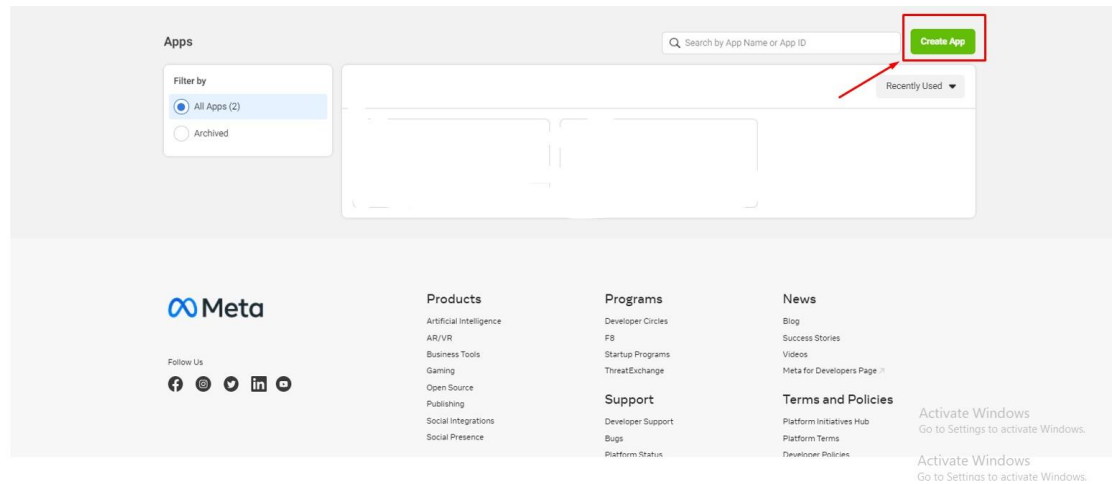 Apps
Search by App Name or App ID
Create App
Filter by
All Apps (2)
Archived
Recently Used
Meta
Follow Us
Products
Artificial Intelligence
AR/VR
Business Tools
Gaming
Open Source
Publishing
Social Integrations
Social Presence
Programs
Developer Circles
F8
Startup Programs
ThreatExchange
Support
Developer Support
Bugs
Platform Status
News
Blog
Success Stories
Videos
Meta for Developers Page
Terms and Policies
Platform Initiatives Hub
Platform Terms
Developer Policies
Activate Windows
Go to Settings to activate Windows.
Activate Windows
Go to Settings to activate Windows.